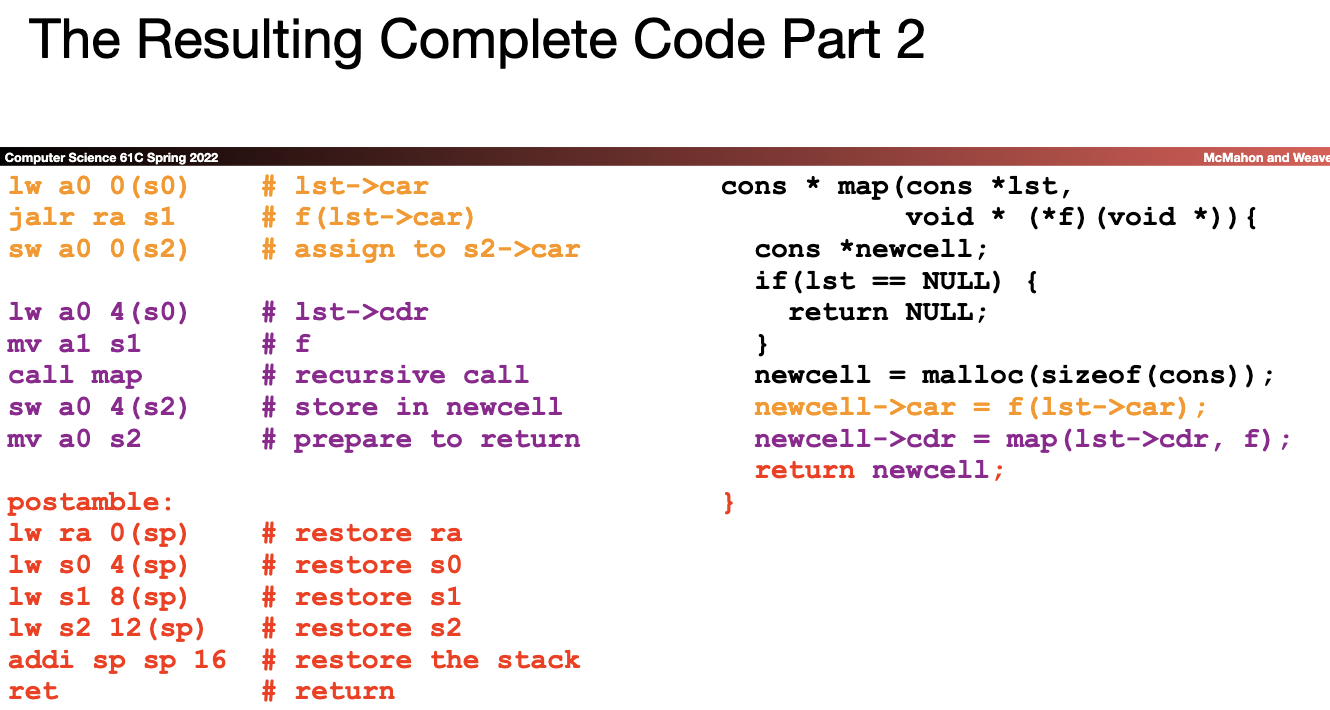 The Resulting Complete Code Part 2
Computer Science 61C Spring 2022
McMahon and Weave
lw a0 0(s0) # lst->car
jalr ra s1 # f(lst->car)
sw a0 0(s2) # assign to s2->car
lw a0 4(s0) # lst->cdr
mv a1 s1 # f
call map # recursive call
sw a0 4(s2) # store in newcell
mv a0 s2 # prepare to return
postamble:
lw ra 0(sp) # restore ra
lw s0 4(sp) # restore s0
lw s1 8(sp) # restore s1
lw s2 12(sp) # restore s2
addi sp sp 16 # restore the stack
ret # return
cons * map(cons *lst,
void * (*f)(void *)){
cons *newcell;
if(lst == NULL) {
return NULL;
}
newcell = malloc(sizeof(cons));
newcell->car = f(lst->car);
newcell->cdr = map(lst->cdr, f);
return newcell;
}